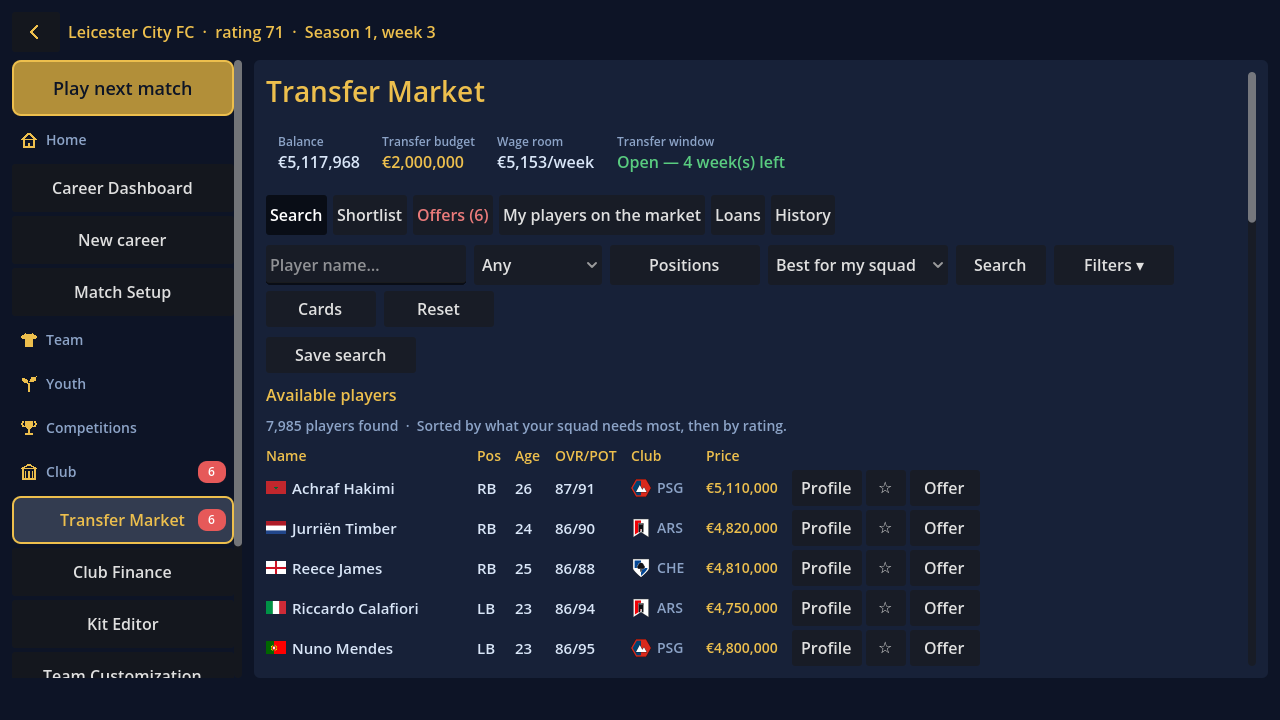 Leicester City FC · rating 71 · Season 1, week 3
Play next match
Home
Career Dashboard
New career
Match Setup
Team
Youth
Competitions
Club 6
Transfer Market 6
Club Finance
Kit Editor
Team Customization
Transfer Market
Balance Transfer budget Wage room Transfer window
€5,117,968 €2,000,000 €5,153/week Open — 4 week(s) left
Search Shortlist Offers (6) My players on the market Loans History
Player name... Any Positions Best for my squad Search Filters ▾
Cards Reset
Save search
Available players
7,985 players found · Sorted by what your squad needs most, then by rating.
Name Pos Age OVR/POT Club Price
Achraf Hakimi RB 26 87/91 PSG €5,110,000 Profile ☆ Offer
Jurriën Timber RB 24 86/90 ARS €4,820,000 Profile ☆ Offer
Reece James RB 25 86/88 CHE €4,810,000 Profile ☆ Offer
Riccardo Calafiori LB 23 86/94 ARS €4,750,000 Profile ☆ Offer
Nuno Mendes LB 23 86/95 PSG €4,800,000 Profile ☆ Offer